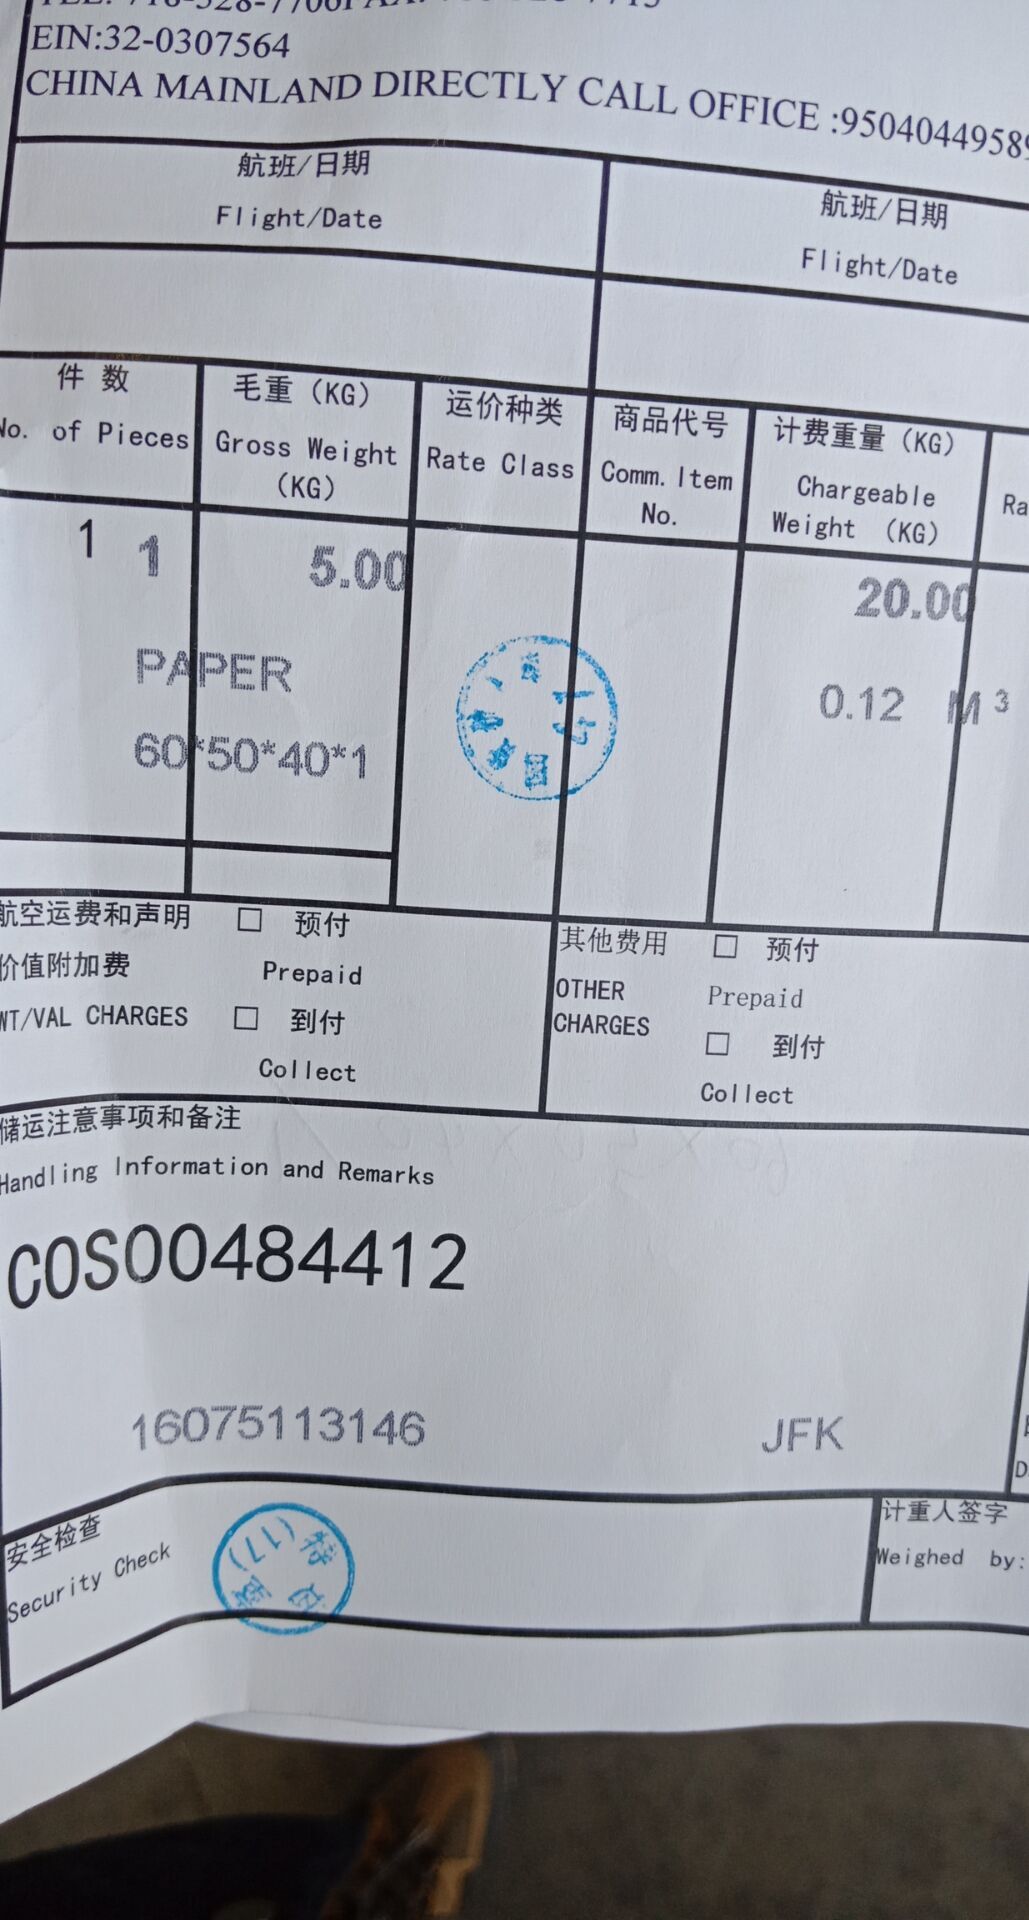 EIN:32-0307564
CHINA MAINLAND DIRECTLY CALL OFFICE :9504044958
航班/日期
Flight/Date
航班/日期
Flight/Date
件 数
No. of Pieces
毛重 (KG)
Gross Weight
(KG)
运价种类
Rate Class
商品代号
Comm. Item
No.
计费重量 (KG)
Chargeable
Weight (KG)
Ra
1 1
5.00
20.00
PAPER
0.12 M³
60*50*40*1
航空运费和声明
价值附加费
WT/VAL CHARGES
□ 预付
Prepaid
□ 到付
Collect
其他费用
OTHER
CHARGES
□ 预付
Prepaid
□ 到付
Collect
储运注意事项和备注
Handling Information and Remarks
COS00484412
16075113146 JFK
安全检查
Security Check
(17)
计重人签字
Weighed by: